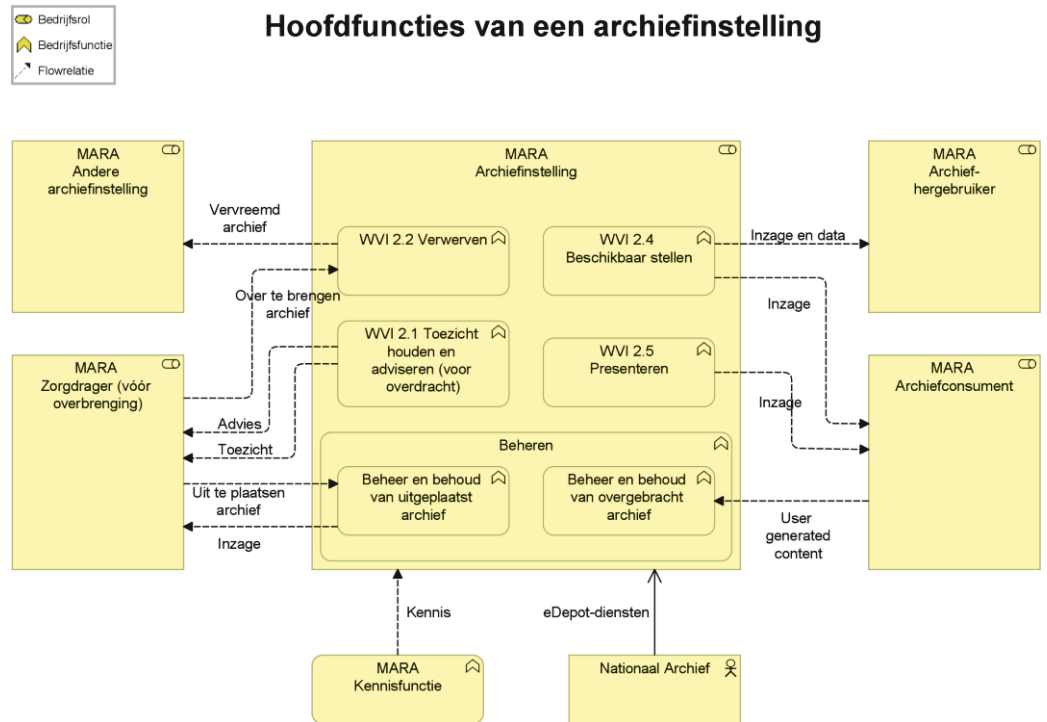 Bedrijfsrol
Bedrijfsfunctie
Flowrelatie
Hoofdfuncties van een archiefinstelling
MARA
Andere
archiefinstelling
MARA
Archiefinstelling
MARA
Archief-
hergebruiker
Vervreemd
archief
WVI 2.2 Verwerven
WVI 2.4
Beschikbaar stellen
Inzage en data
Over te brengen
archief
Inzage
MARA
Zorgdrager (vóór
overbrenging)
WVI 2.1 Toezicht
houden en
adviseren (voor
overdracht)
WVI 2.5
Presenteren
MARA
Archiefconsument
Inzage
Advies
Toezicht
Beheren
Uit te plaatsen
archief
Beheer en behoud
van uitgeplaatst
archief
Beheer en behoud
van overgebracht
archief
Inzage
User
generated
content
Kennis
eDepot-diensten
MARA
Kennisfunctie
Nationaal Archief